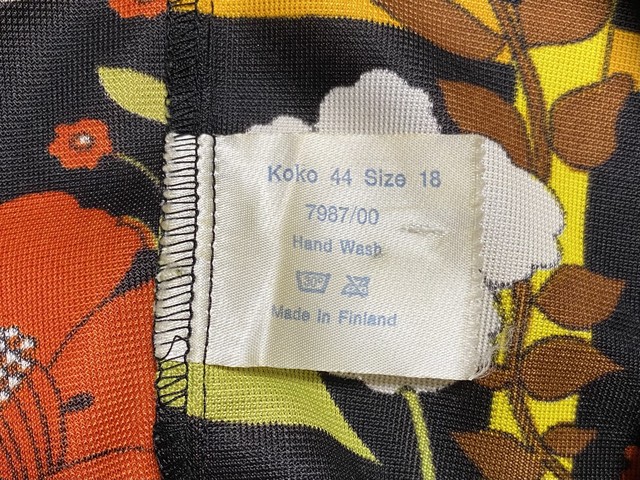 Koko 44 Size 18
7987/00
Hand Wash
30°
Made in Finland